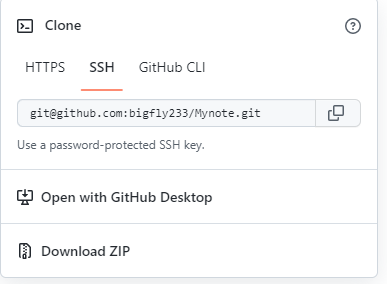 Clone
HTTPS SSH GitHub CLI
git@github.com:bigfly233/Mynote.git
Use a password-protected SSH key.
Open with GitHub Desktop
Download ZIP